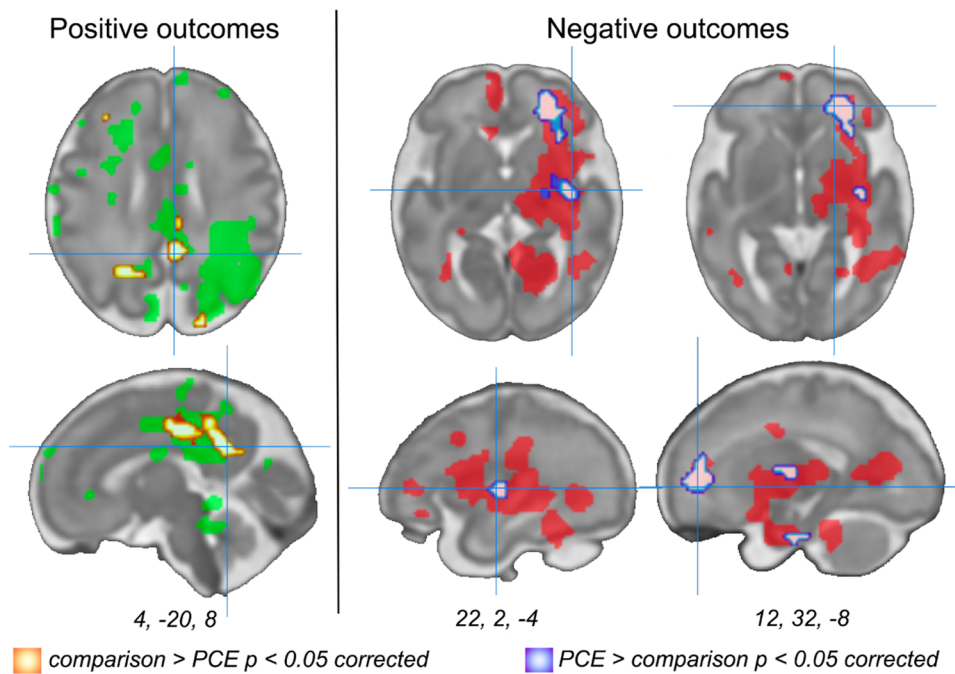 Positive outcomes
Negative outcomes
4, -20, 8
22, 2, -4
12, 32, -8
comparison > PCE p < 0.05 corrected
PCE > comparison p < 0.05 corrected